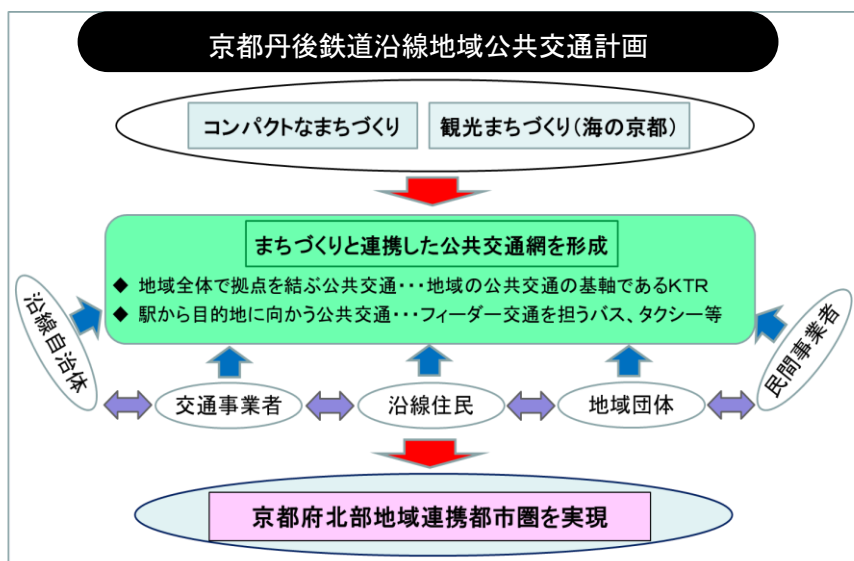 京都丹後鉄道沿線地域公共交通計画
コンパクトなまちづくり
観光まちづくり(海の京都)
まちづくりと連携した公共交通網を形成
◆ 地域全体で拠点を結ぶ公共交通・・・地域の公共交通の基軸であるKTR
◆ 駅から目的地に向かう公共交通・・・フィーダー交通を担うバス、タクシー等
沿線自治体
交通事業者
沿線住民
地域団体
民間事業者
京都府北部地域連携都市圏を実現